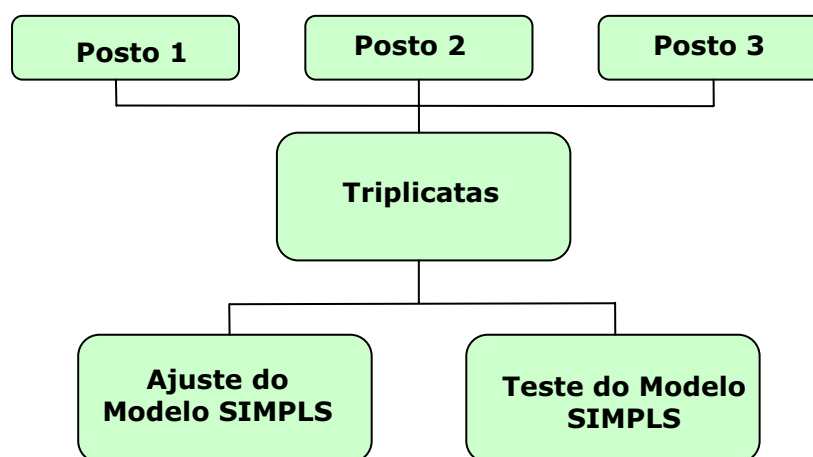 Posto 1
Posto 2
Posto 3
Triplicatas
Ajuste do
Modelo SIMPLS
Teste do Modelo
SIMPLS